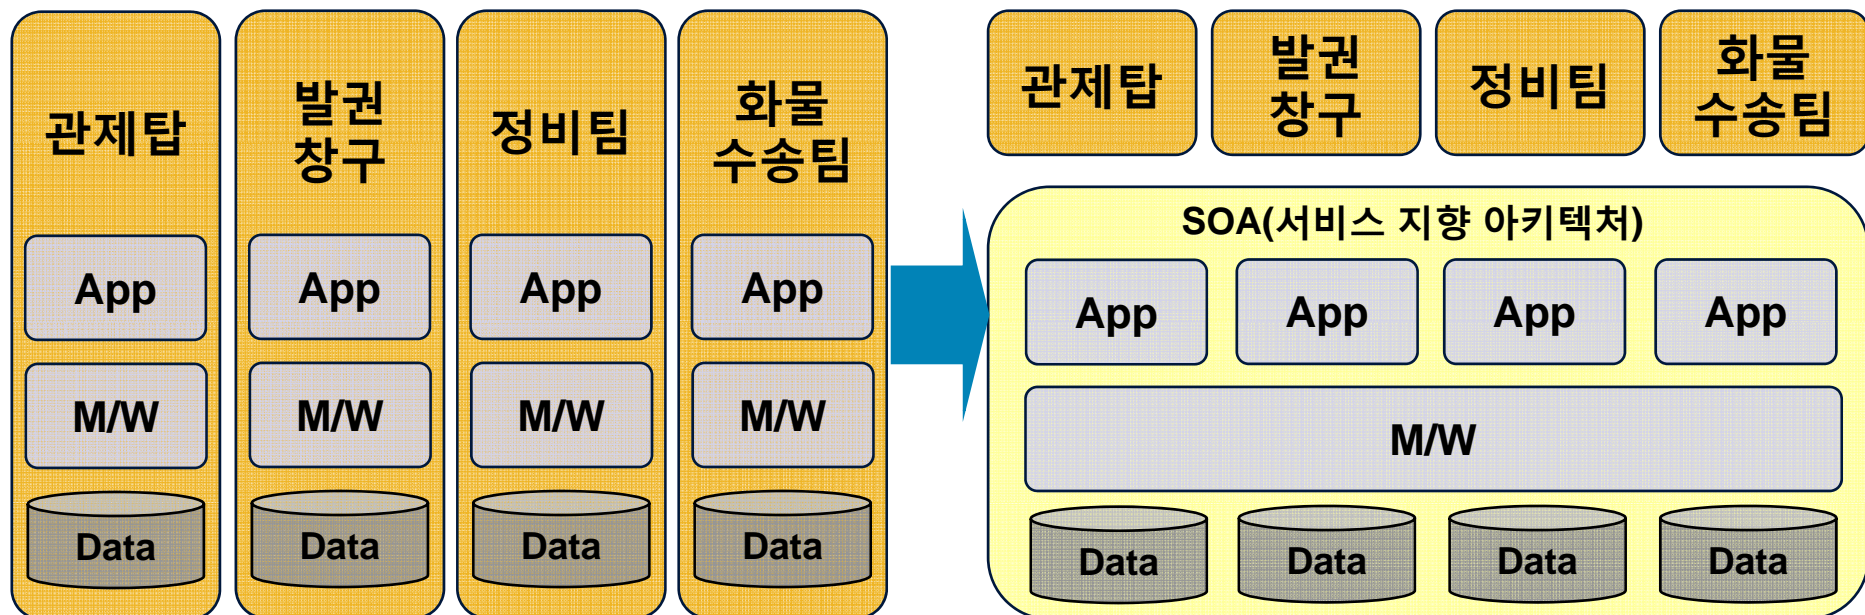 관제탑
발권
창구
정비팀
화물
수송팀
App
App
App
App
M/W
M/W
M/W
M/W
Data
Data
Data
Data
관제탑
발권
창구
정비팀
화물
수송팀
SOA(서비스 지향 아키텍처)
App
App
App
App
M/W
Data
Data
Data
Data